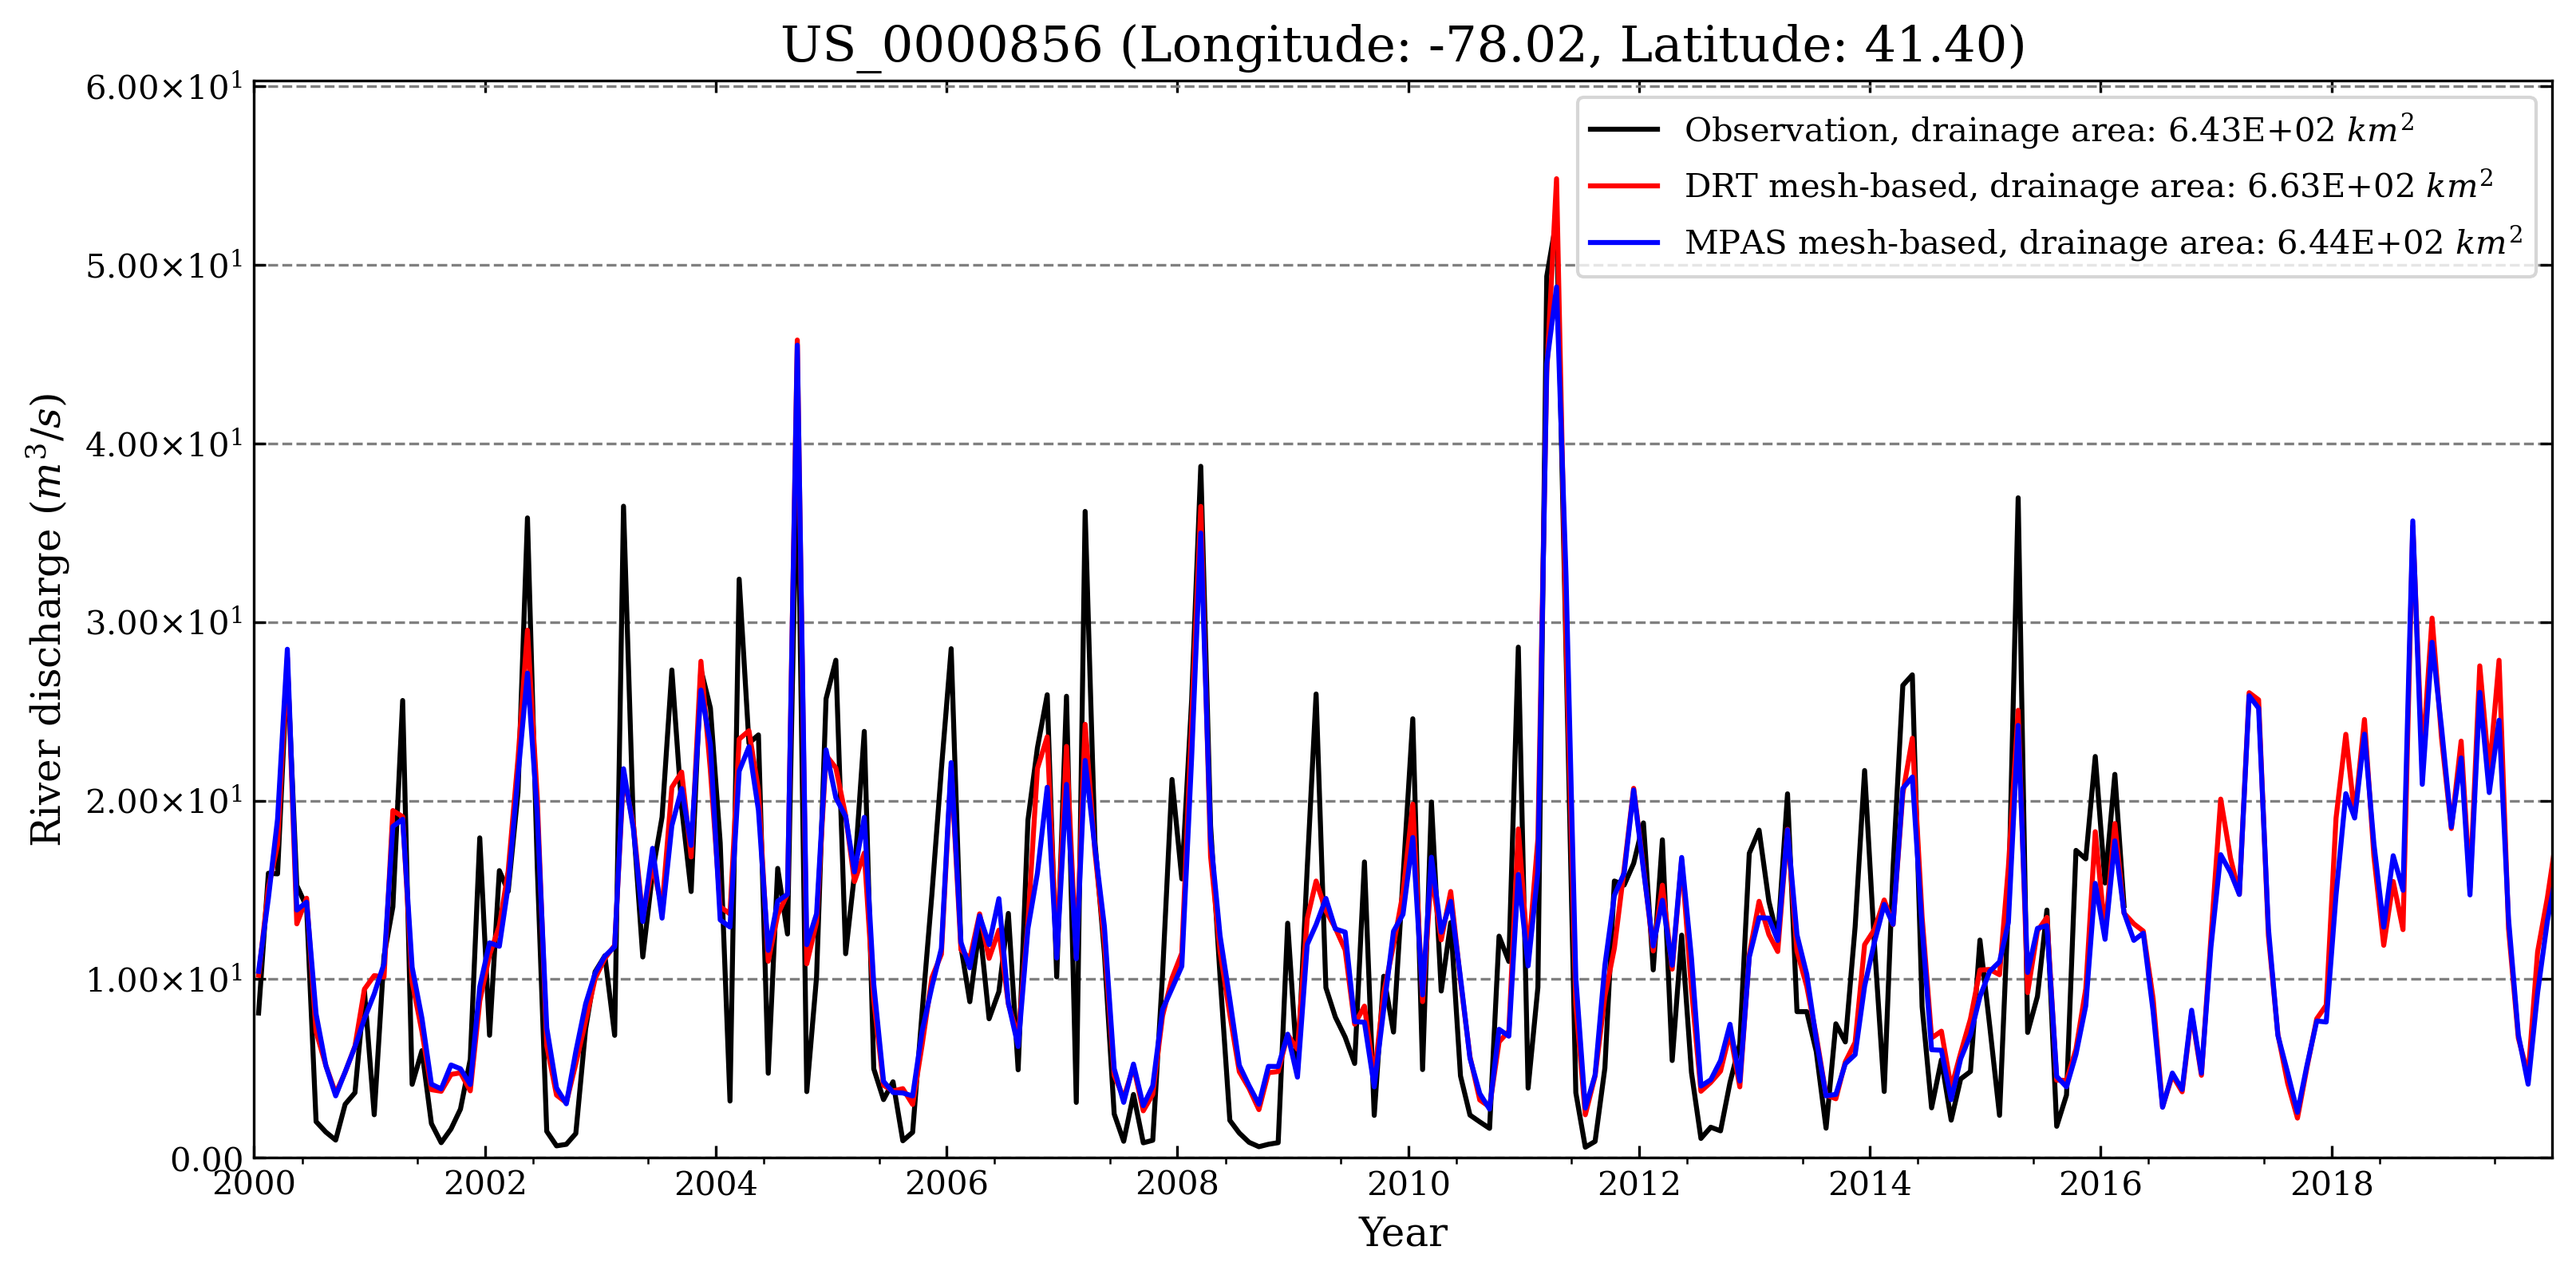 US_0000856 (Longitude: -78.02, Latitude: 41.40)
6.00×10¹
5.00×10¹
4.00×10¹
3.00×10¹
2.00×10¹
1.00×10¹
0.00
River discharge (m³/s)
Observation, drainage area: 6.43E+02 km²
DRT mesh-based, drainage area: 6.63E+02 km²
MPAS mesh-based, drainage area: 6.44E+02 km²
2000 2002 2004 2006 2008 2010 2012 2014 2016 2018
Year